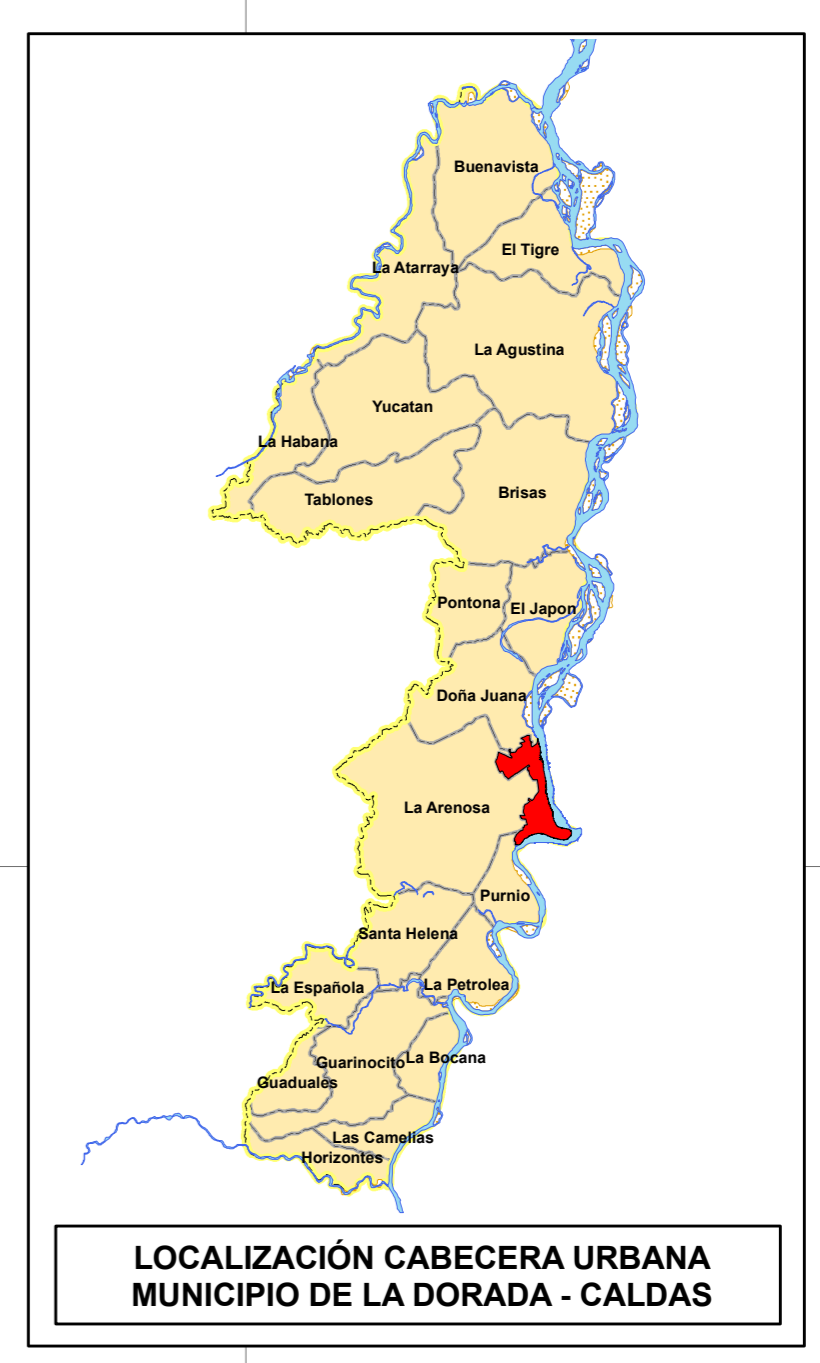 Buenavista
El Tigre
La Atarraya
La Agustina
Yucatan
La Habana
Tablones
Brisas
Pontona
El Japon
Doña Juana
La Arenosa
Purnio
Santa Helena
La Española
La Petrolea
La Bocana
Guarinocito
Guaduales
Las Camelias
Horizontes
LOCALIZACIÓN CABECERA URBANA
MUNICIPIO DE LA DORADA - CALDAS